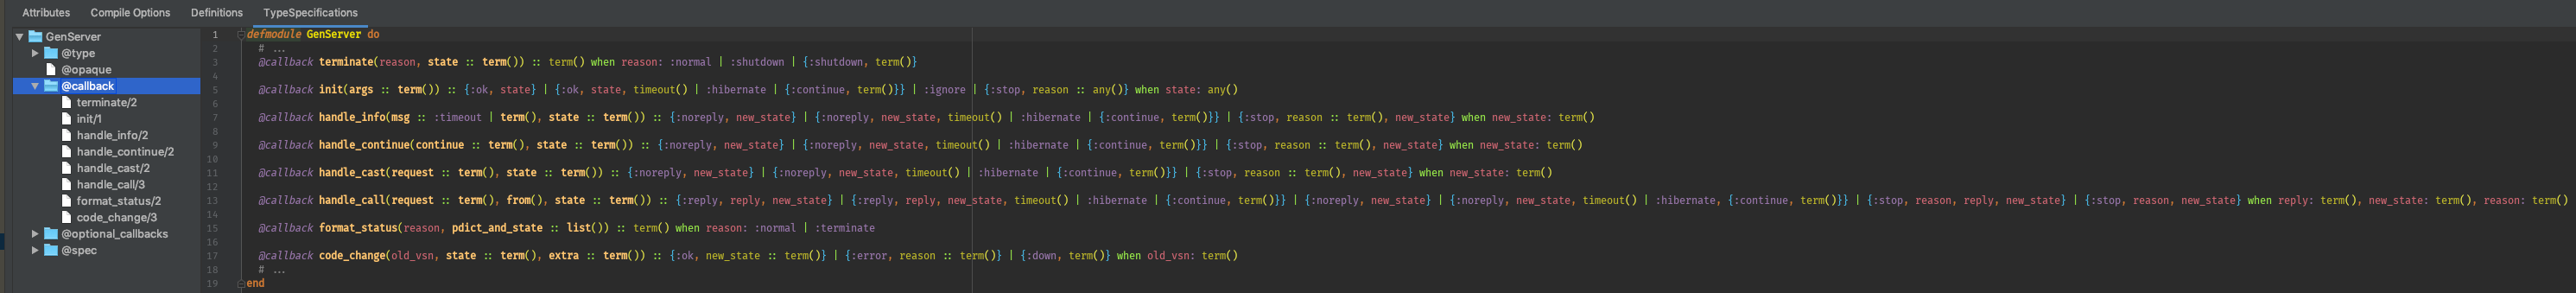 Attributes Compile Options Definitions TypeSpecifications
GenServer
@type
@opaque
@callback
terminate/2
init/1
handle_info/2
handle_continue/2
handle_cast/2
handle_call/3
format_status/2
code_change/3
@optional_callbacks
@spec
1 defmodule GenServer do
2 # ...
3 @callback terminate(reason, state :: term()) :: term() when reason: :normal | :shutdown | {:shutdown, term()}
4
5 @callback init(args :: term()) :: {:ok, state} | {:ok, state, timeout() | :hibernate | {:continue, term()}} | :ignore | {:stop, reason :: any()} when state: any()
6
7 @callback handle_info(msg :: :timeout | term(), state :: term()) :: {:noreply, new_state} | {:noreply, new_state, timeout() | :hibernate | {:continue, term()}} | {:stop, reason :: term(), new_state} when new_state: term()
8
9 @callback handle_continue(continue :: term(), state :: term()) :: {:noreply, new_state} | {:noreply, new_state, timeout() | :hibernate | {:continue, term()}} | {:stop, reason :: term(), new_state} when new_state: term()
10
11 @callback handle_cast(request :: term(), state :: term()) :: {:noreply, new_state} | {:noreply, new_state, timeout() | :hibernate | {:continue, term()}} | {:stop, reason :: term(), new_state} when new_state: term()
12
13 @callback handle_call(request :: term(), from(), state :: term()) :: {:reply, reply, new_state} | {:reply, reply, new_state, timeout() | :hibernate | {:continue, term()}} | {:noreply, new_state} | {:noreply, new_state, timeout() | :hibernate, {:continue, term()}} | {:stop, reason, reply, new_state} | {:stop, reason, new_state} when reply: term(), new_state: term(), reason: term()
14
15 @callback format_status(reason, pdict_and_state :: list()) :: term() when reason: :normal | :terminate
16
17 @callback code_change(old_vsn, state :: term(), extra :: term()) :: {:ok, new_state :: term()} | {:error, reason :: term()} | {:down, term()} when old_vsn: term()
18 # ...
19 end